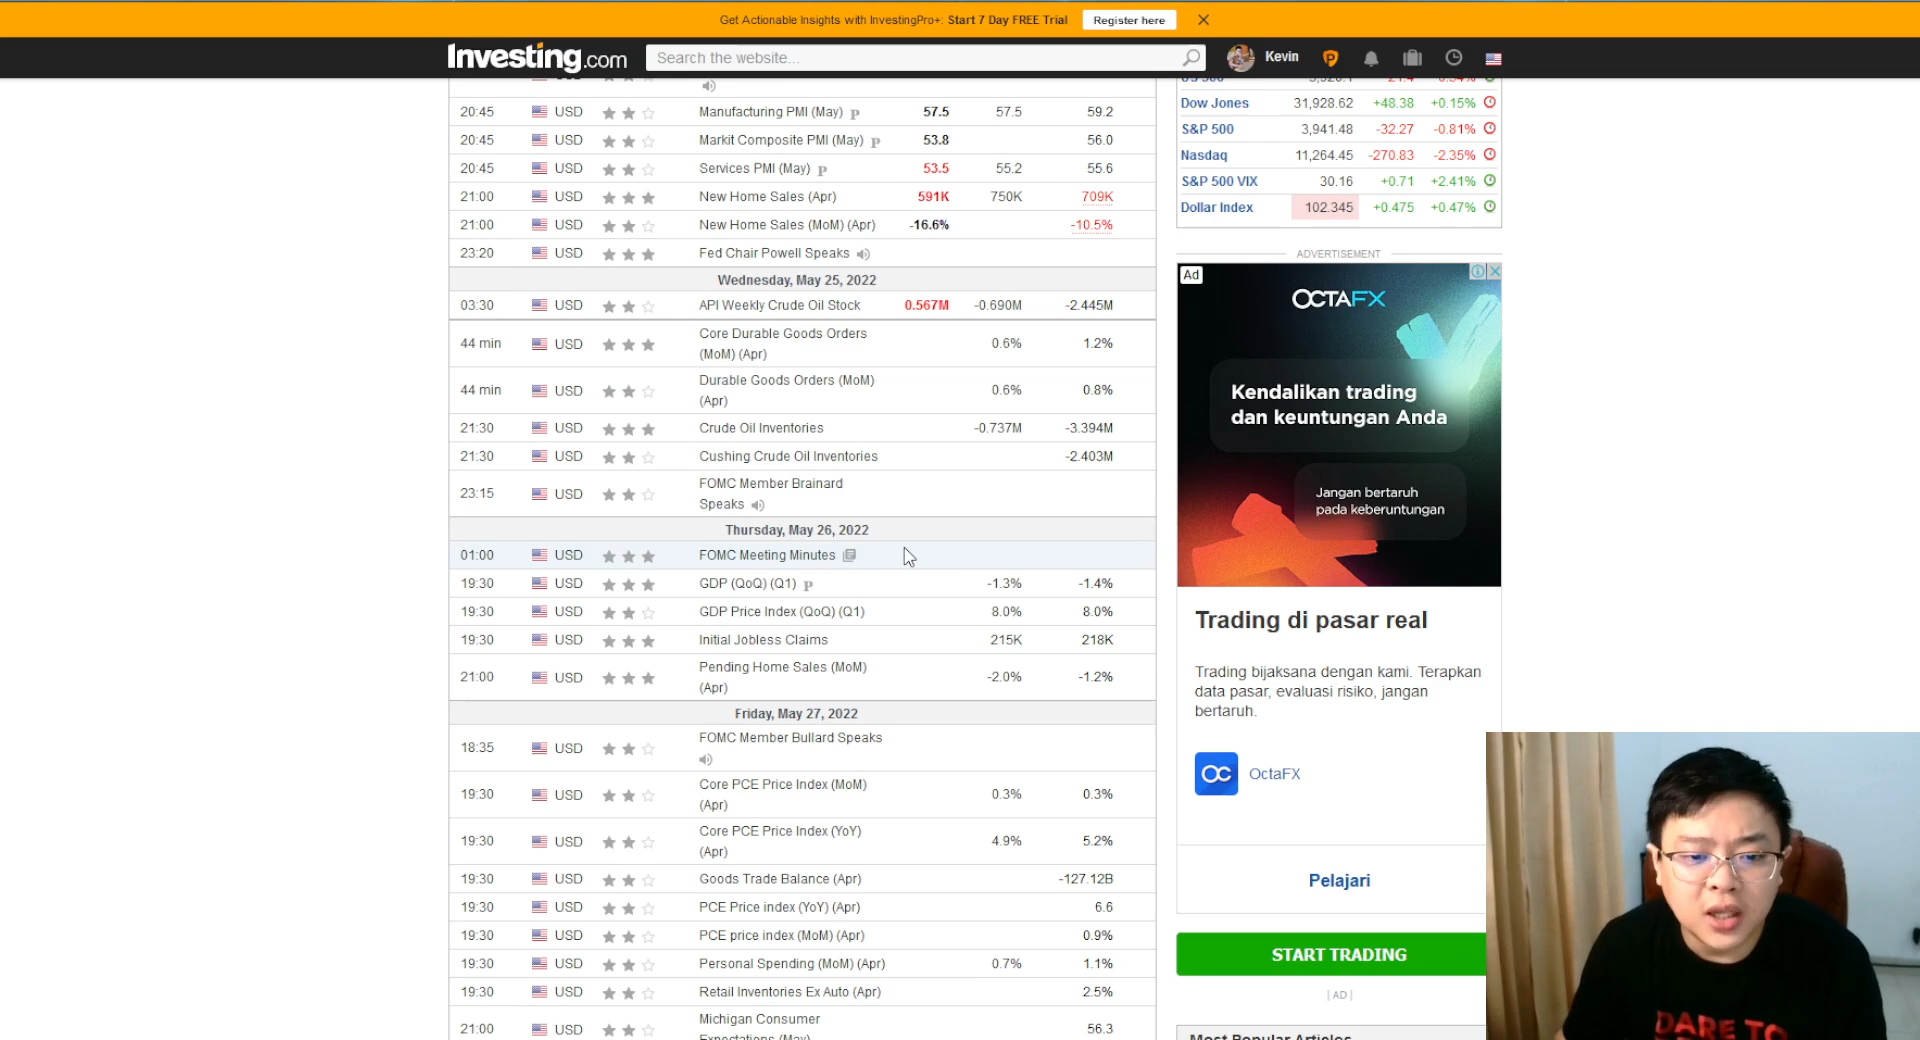 Get Actionable Insights with InvestingPro+: Start 7 Day FREE Trial Register here
Investing.com Search the website... Kevin
20:45 USD Manufacturing PMI (May) P 57.5 57.5 59.2
20:45 USD Markit Composite PMI (May) P 53.8 56.0
20:45 USD Services PMI (May) P 53.5 55.2 55.6
21:00 USD New Home Sales (Apr) 591K 750K 709K
21:00 USD New Home Sales (MoM) (Apr) -16.6% -10.5%
23:20 USD Fed Chair Powell Speaks
Wednesday, May 25, 2022
03:30 USD API Weekly Crude Oil Stock 0.567M -0.690M -2.445M
44 min USD Core Durable Goods Orders
(MoM) (Apr) 0.6% 1.2%
44 min USD Durable Goods Orders (MoM)
(Apr) 0.6% 0.8%
21:30 USD Crude Oil Inventories -0.737M -3.394M
21:30 USD Cushing Crude Oil Inventories -2.403M
23:15 USD FOMC Member Brainard
Speaks
Thursday, May 26, 2022
01:00 USD FOMC Meeting Minutes
19:30 USD GDP (QoQ) (Q1) P -1.3% -1.4%
19:30 USD GDP Price Index (QoQ) (Q1) 8.0% 8.0%
19:30 USD Initial Jobless Claims 215K 218K
21:00 USD Pending Home Sales (MoM)
(Apr) -2.0% -1.2%
Friday, May 27, 2022
18:35 USD FOMC Member Bullard Speaks
19:30 USD Core PCE Price Index (MoM)
(Apr) 0.3% 0.3%
19:30 USD Core PCE Price Index (YoY)
(Apr) 4.9% 5.2%
19:30 USD Goods Trade Balance (Apr) -127.12B
19:30 USD PCE Price index (YoY) (Apr) 6.6
19:30 USD PCE price index (MoM) (Apr) 0.9%
19:30 USD Personal Spending (MoM) (Apr) 0.7% 1.1%
19:30 USD Retail Inventories Ex Auto (Apr) 2.5%
21:00 USD Michigan Consumer
Expectations (May) 56.3
Dow Jones 31,928.62 +48.38 +0.15%
S&P 500 3,941.48 -32.27 -0.81%
Nasdaq 11,264.45 -270.83 -2.35%
S&P 500 VIX 30.16 +0.71 +2.41%
Dollar Index 102.345 +0.475 +0.47%
ADVERTISEMENT
Ad
OCTAFX
Kendalikan trading
dan keuntungan Anda
Jangan bertaruh
pada keberuntungan
Trading di pasar real
Trading bijaksana dengan kami. Terapkan
data pasar, evaluasi risiko, jangan
bertaruh.
OC OctaFX
Pelajari
START TRADING
| AD |
Most Popular Articles
DARE TO